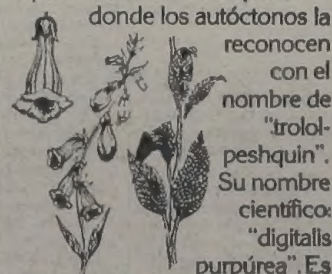 donde los autóctonos la
reconocen
con el
nombre de
"trolol-
peshquin".
Su nombre
científico:
"digitalis
purpúrea". Es